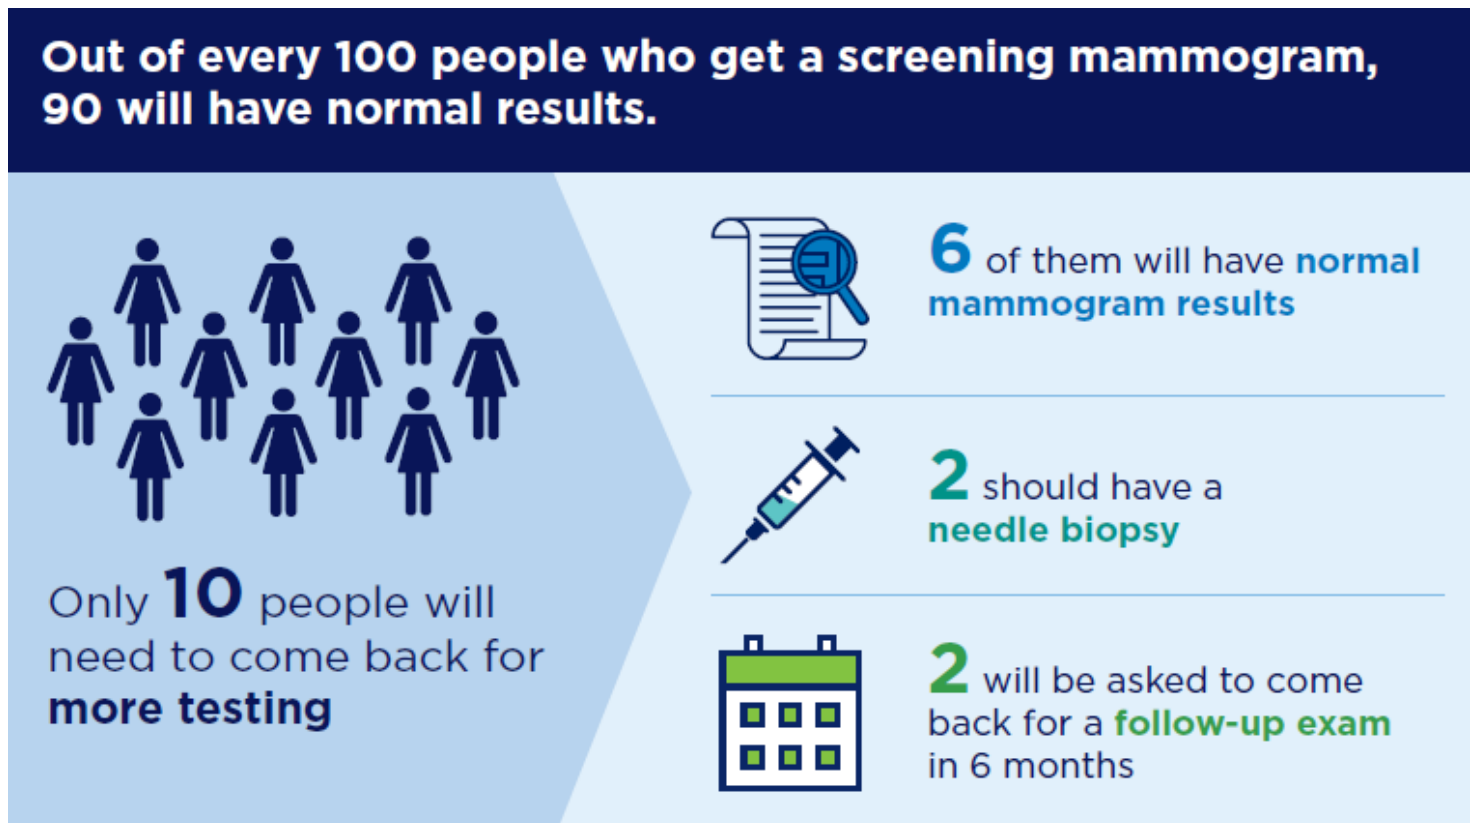 Out of every 100 people who get a screening mammogram,
90 will have normal results.
Only 10 people will
need to come back for
more testing
6 of them will have normal
mammogram results
2 should have a
needle biopsy
2 will be asked to come
back for a follow-up exam
in 6 months